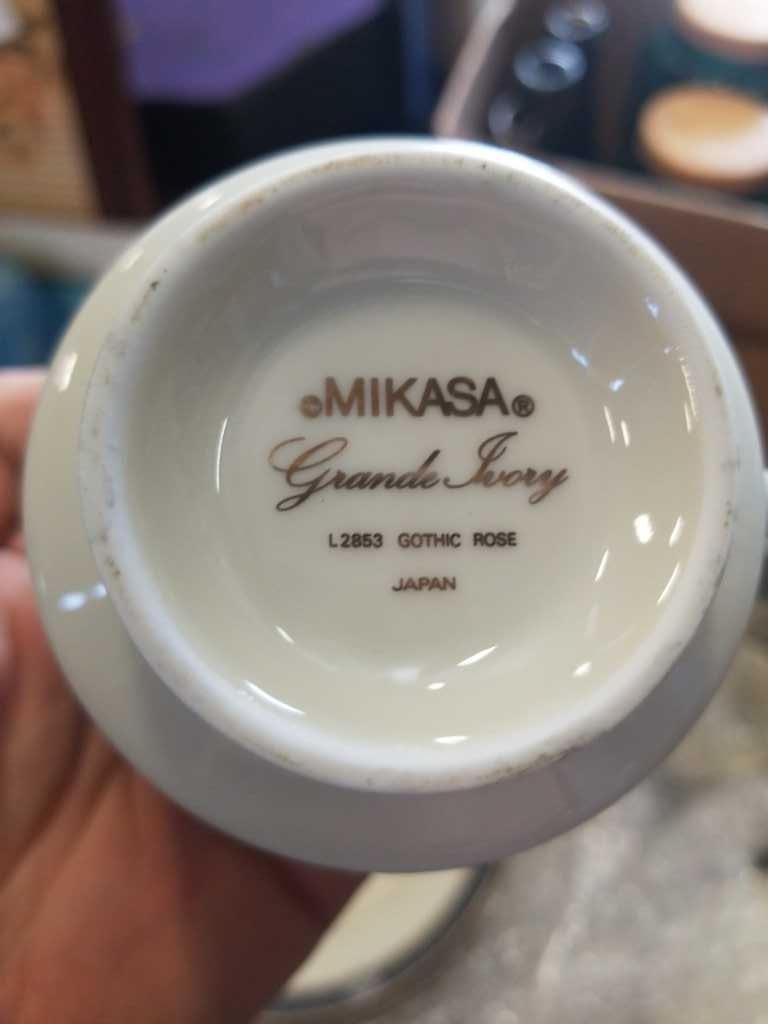 ©MIKASA®
Grande Ivory
L2853 GOTHIC ROSE
JAPAN